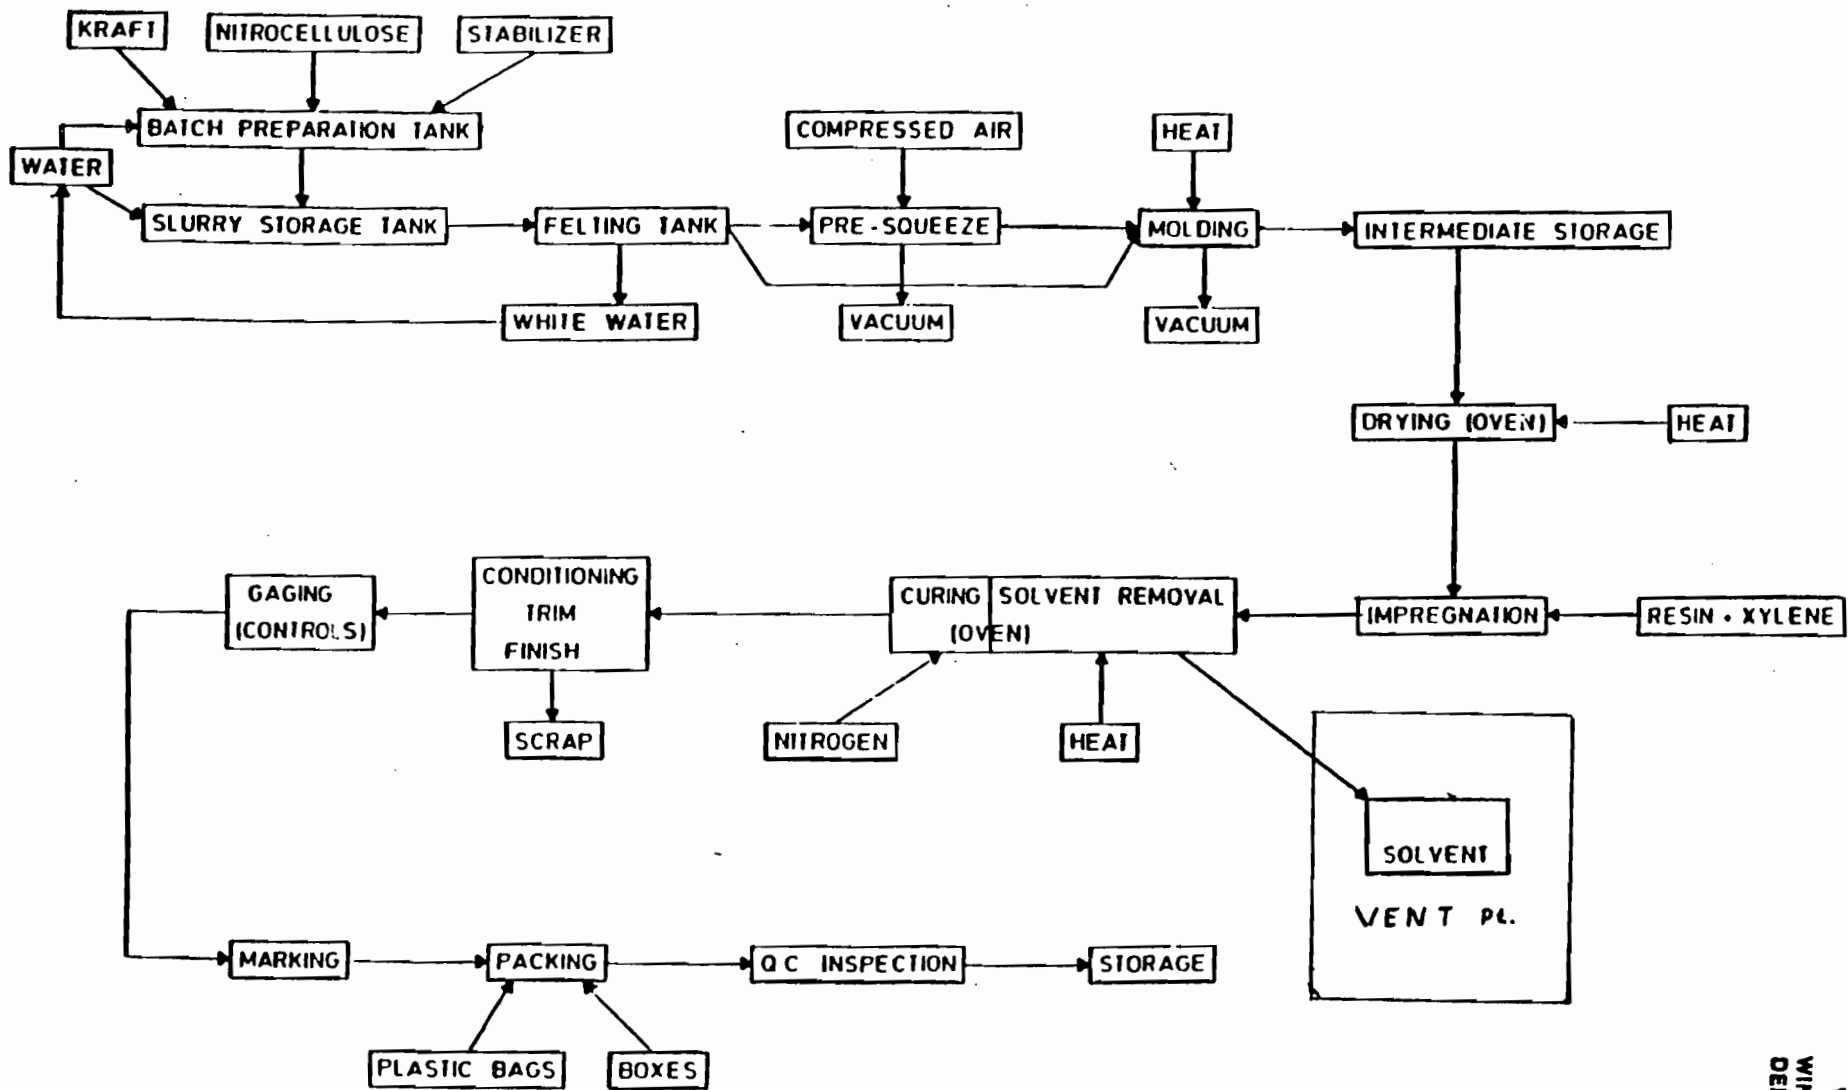 KRAFT NITROCELLULOSE STABILIZER
BATCH PREPARATION TANK COMPRESSED AIR HEAT
WATER
SLURRY STORAGE TANK FELTING TANK PRE-SQUEEZE MOLDING INTERMEDIATE STORAGE
WHITE WATER VACUUM VACUUM
DRYING (OVEN) HEAT
CONDITIONING
TRIM
FINISH
GAGING
(CONTROLS)
CURING SOLVENT REMOVAL
(OVEN)
IMPREGNATION RESIN • XYLENE
SCRAP NITROGEN HEAT
SOLVENT
VENT Pt.
MARKING PACKING QC INSPECTION STORAGE
PLASTIC BAGS BOXES